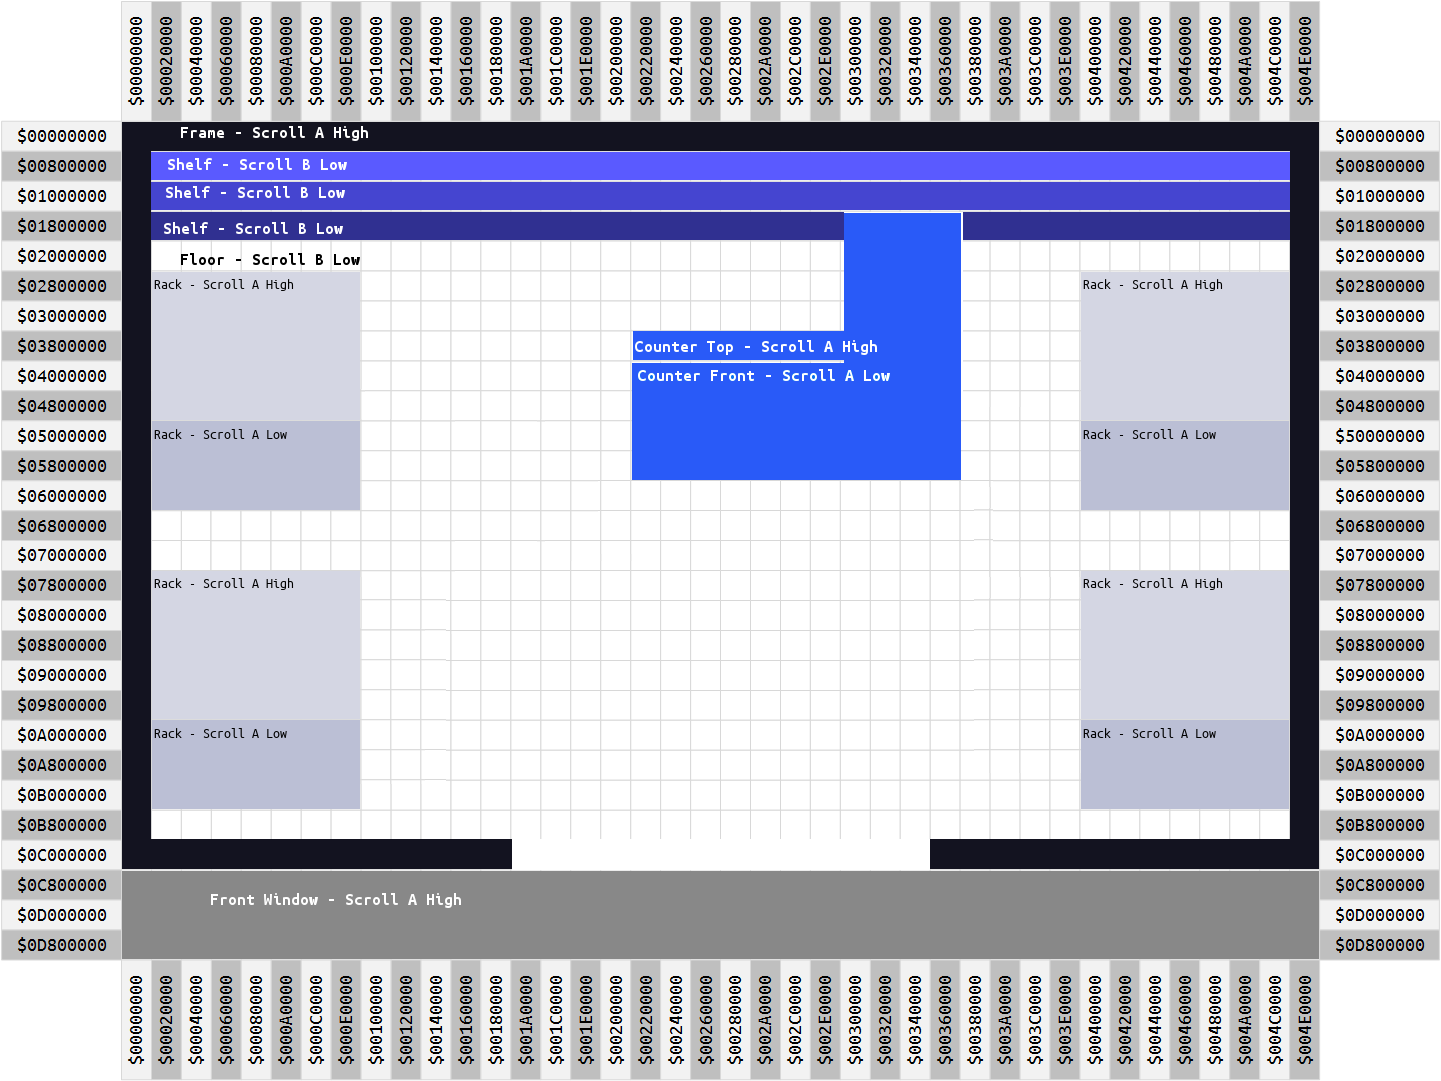 $00000000 $00020000 $00040000 $00060000 $00080000 $000A0000 $000C0000 $000E0000 $00100000 $00120000 $00140000 $00160000 $00180000 $001A0000 $001C0000 $001E0000 $00200000 $00220000 $00240000 $00260000 $00280000 $002A0000 $002C0000 $002E0000 $00300000 $00320000 $00340000 $00360000 $00380000 $003A0000 $003C0000 $003E0000 $00400000 $00420000 $00440000 $00460000 $00480000 $004A0000 $004C0000 $004E0000
$00000000 Frame - Scroll A High $00000000
$00800000 Shelf - Scroll B Low $00800000
$01000000 Shelf - Scroll B Low $01000000
$01800000 Shelf - Scroll B Low $01800000
$02000000 Floor - Scroll B Low $02000000
$02800000 Rack - Scroll A High Rack - Scroll A High $02800000
$03000000 $03000000
$03800000 Counter Top - Scroll A High $03800000
$04000000 Counter Front - Scroll A Low $04000000
$04800000 $04800000
$05000000 Rack - Scroll A Low Rack - Scroll A Low $50000000
$05800000 $05800000
$06000000 $06000000
$06800000 $06800000
$07000000 $07000000
$07800000 Rack - Scroll A High Rack - Scroll A High $07800000
$08000000 $08000000
$08800000 $08800000
$09000000 $09000000
$09800000 $09800000
$0A000000 Rack - Scroll A Low Rack - Scroll A Low $0A000000
$0A800000 $0A800000
$0B000000 $0B000000
$0B800000 $0B800000
$0C000000 $0C000000
$0C800000 $0C800000
$0D000000 Front Window - Scroll A High $0D000000
$0D800000 $0D800000
$00000000 $00020000 $00040000 $00060000 $00080000 $000A0000 $000C0000 $000E0000 $00100000 $00120000 $00140000 $00160000 $00180000 $001A0000 $001C0000 $001E0000 $00200000 $00220000 $00240000 $00260000 $00280000 $002A0000 $002C0000 $002E0000 $00300000 $00320000 $00340000 $00360000 $00380000 $003A0000 $003C0000 $003E0000 $00400000 $00420000 $00440000 $00460000 $00480000 $004A0000 $004C0000 $004E0000